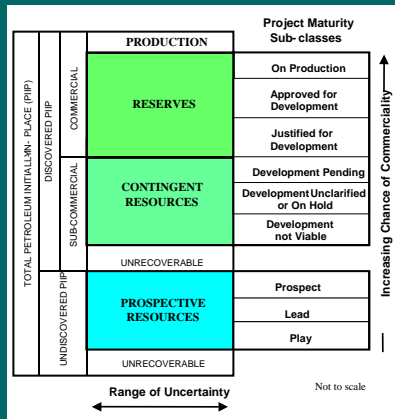 Project Maturity
Sub- classes
PRODUCTION
On Production
Approved for
Development
Justified for
Development
RESERVES
Development Pending
Development Unclarified
or On Hold
Development
not Viable
CONTINGENT
RESOURCES
UNRECOVERABLE
Prospect
Lead
Play
PROSPECTIVE
RESOURCES
UNRECOVERABLE
TOTAL PETROLEUM INITIALLY-IN- PLACE (PIIP)
DISCOVERED PIIP
UNDISCOVERED PIIP
COMMERCIAL
SUB-COMMERCIAL
Increasing Chance of Commerciality
Not to scale
Range of Uncertainty